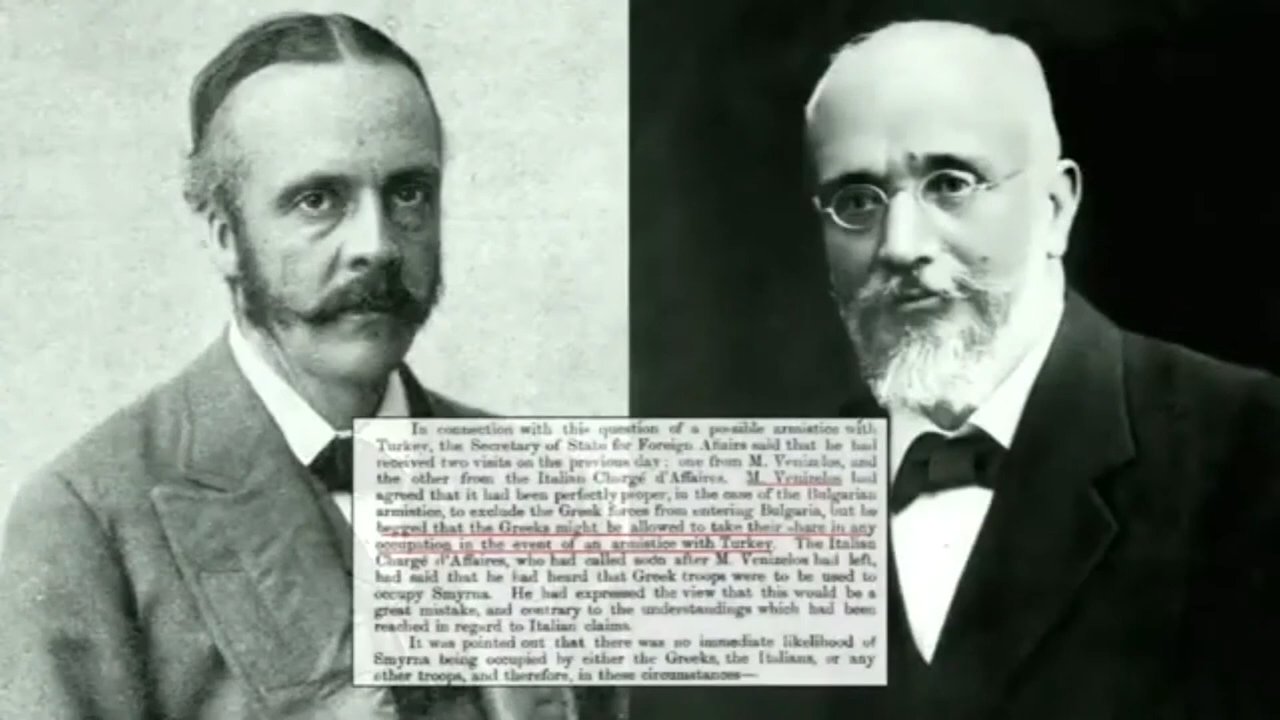 In connection with this question of a possible armistice with
Turkey, the Secretary of State for Foreign Affairs said that he had
received two visits on the previous day: one from M. Venizelos, and
the other from the Italian Chargé d'Affaires. M. Venizelos had
agreed that it had been perfectly proper, in the case of the Bulgarian
armistice, to exclude the Greek forces from entering Bulgaria, but he
begged that the Greeks might be allowed to take their share in any
occupation in the event of an armistice with Turkey. The Italian
Chargé d'Affaires, who had called soon after M. Venizelos had left,
had said that he had heard that Greek troops were to be used to
occupy Smyrna. He had expressed the view that this would be a
great mistake, and contrary to the understandings which had been
reached in regard to Italian claims.
It was pointed out that there was no immediate likelihood of
Smyrna being occupied by either the Greeks, the Italians, or any
other troops, and therefore, in these circumstances—